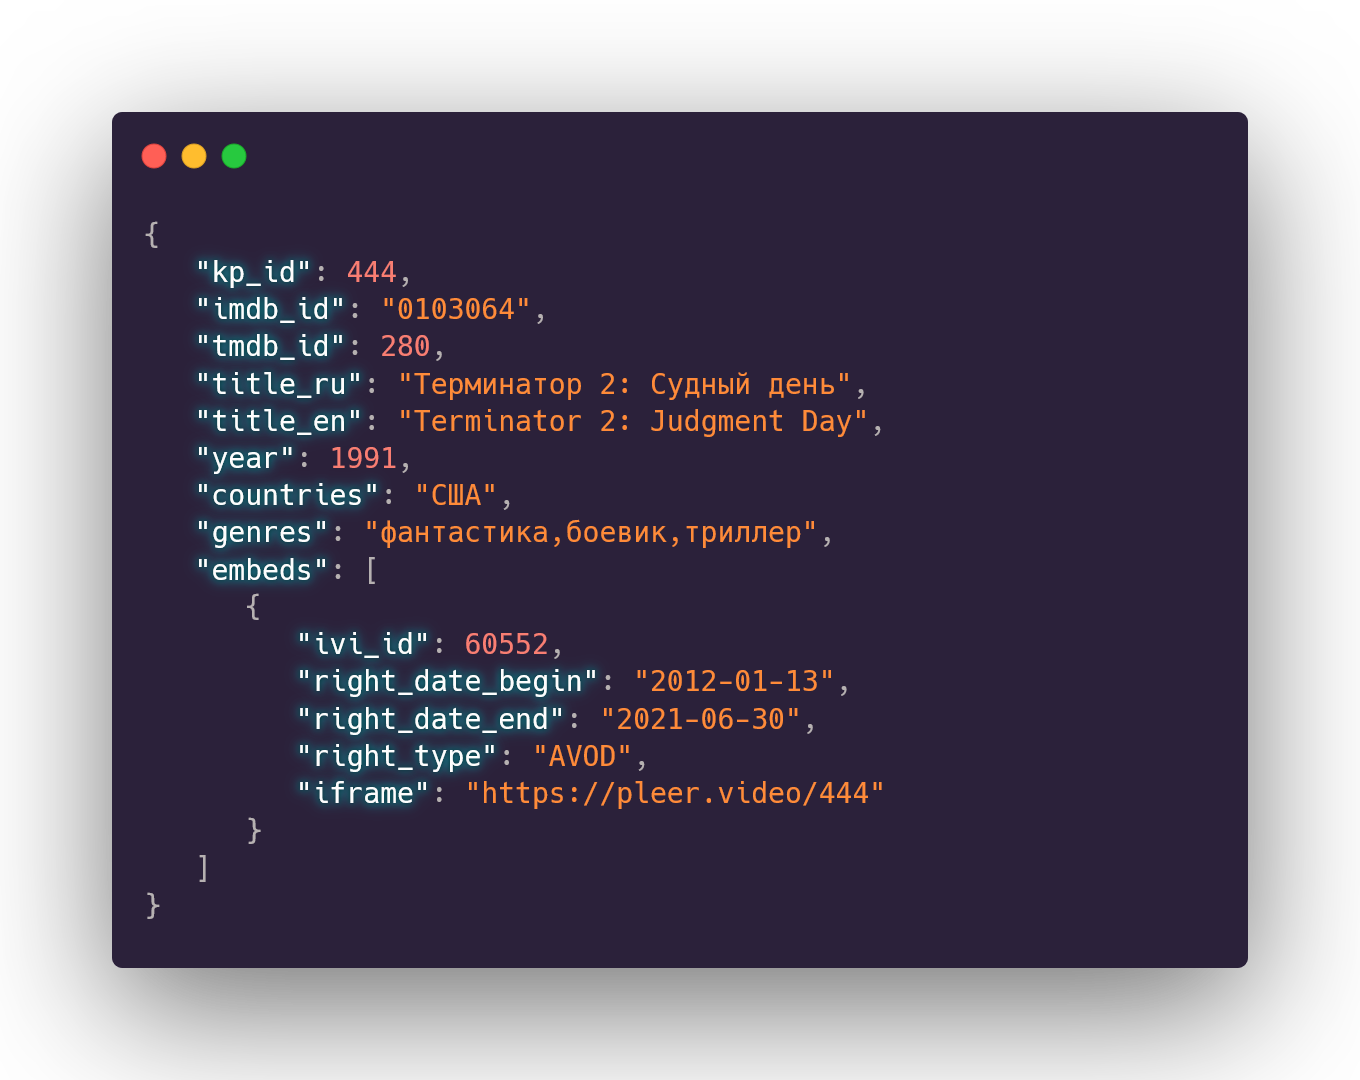 {
   "kp_id": 444,
   "imdb_id": "0103064",
   "tmdb_id": 280,
   "title_ru": "Терминатор 2: Судный день",
   "title_en": "Terminator 2: Judgment Day",
   "year": 1991,
   "countries": "США",
   "genres": "фантастика,боевик,триллер",
   "embeds": [
      {
         "ivi_id": 60552,
         "right_date_begin": "2012-01-13",
         "right_date_end": "2021-06-30",
         "right_type": "AVOD",
         "iframe": "https://pleer.video/444"
      }
   ]
}